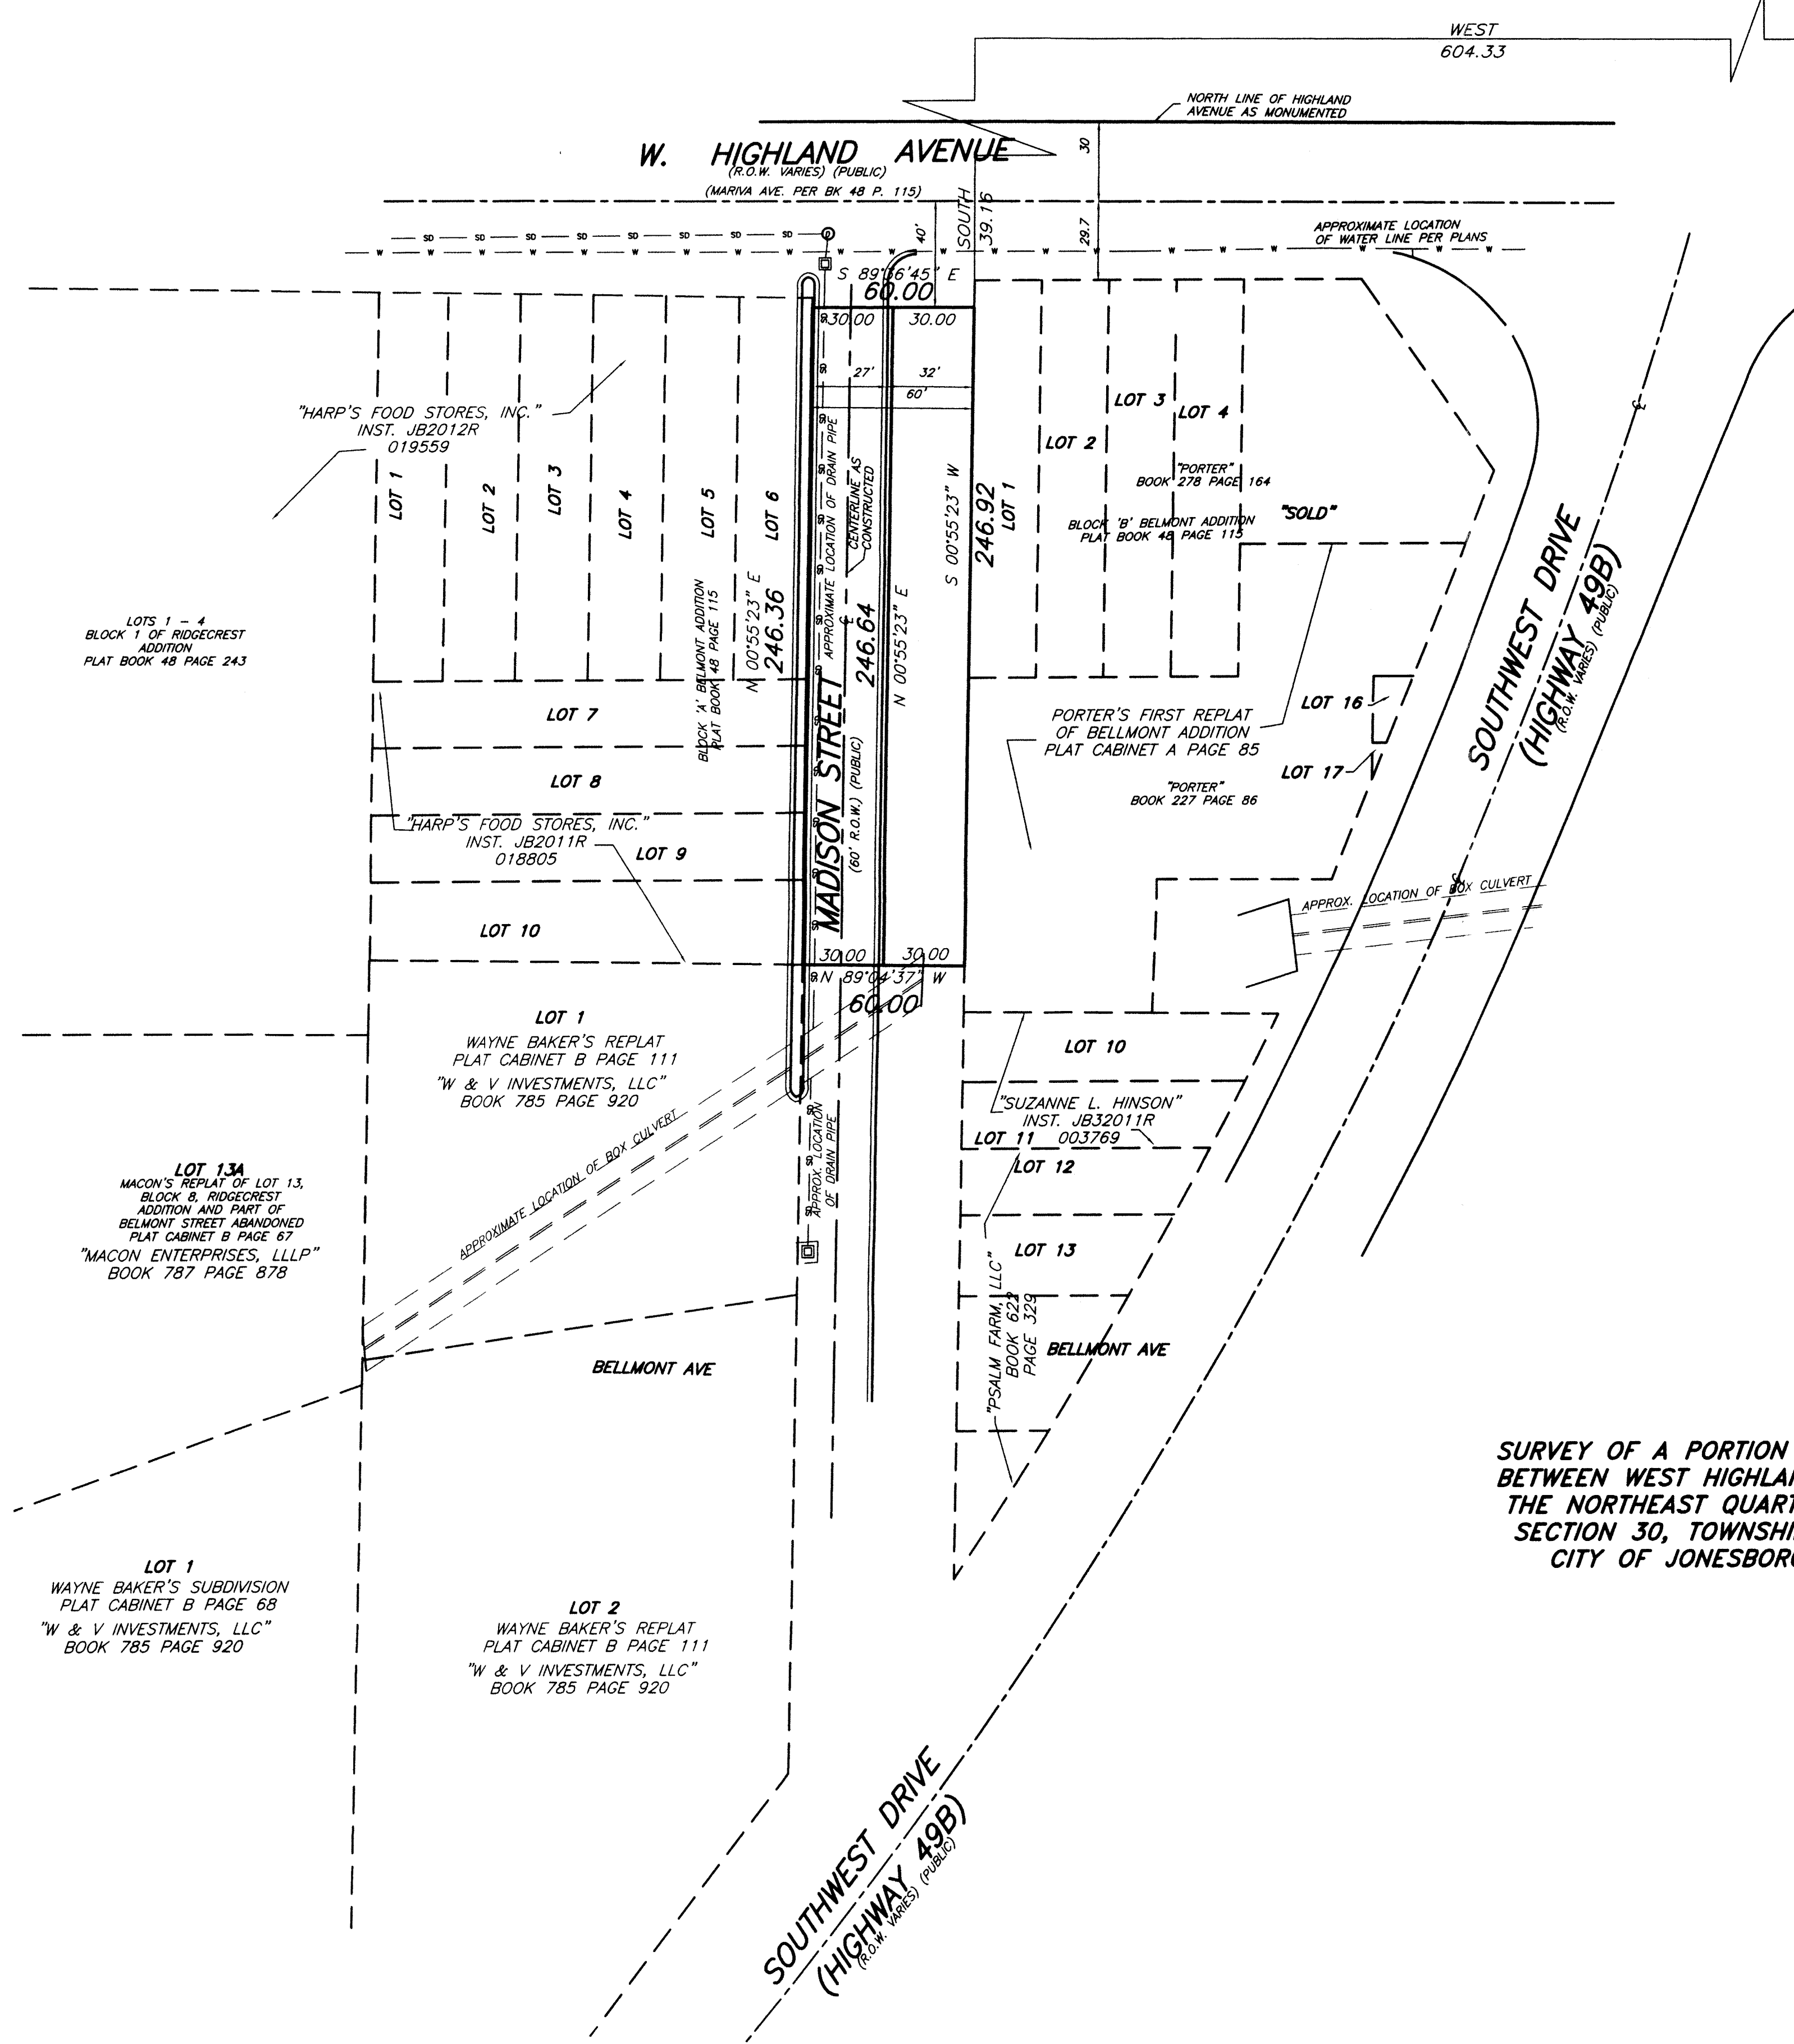 WEST
604.33
NORTH LINE OF HIGHLAND
AVENUE AS MONUMENTED
W. HIGHLAND AVENUE
(R.O.W. VARIES) (PUBLIC)
(MARIVA AVE. PER BK 48 P. 115)
30
29.7
40'
SOUTH
39.16
APPROXIMATE LOCATION
OF WATER LINE PER PLANS
SD SD SD SD SD SD SD SD
D
W W W W W W W W W W W W W W W W W W W W W W
S 89°36'45" E
60.00
30.00 30.00
27' 32'
60'
"HARP'S FOOD STORES, INC."
INST. JB2012R
019559
LOT 1
LOT 2
LOT 3
LOT 4
LOT 5
LOT 6
BLOCK 'A' BELMONT ADDITION
PLAT BOOK 48 PAGE 115
N 00°55'23" E
246.36
APPROXIMATE LOCATION OF DRAIN PIPE
CENTERLINE AS
CONSTRUCTED
MADISON STREET
(60' R.O.W.) (PUBLIC)
246.64
N 00°55'23" E
S 00°55'23" W
246.92
LOT 1
LOT 2
LOT 3
LOT 4
"PORTER"
BOOK 278 PAGE 164
"SOLD"
BLOCK 'B' BELMONT ADDITION
PLAT BOOK 48 PAGE 115
SOUTHWEST DRIVE
(HIGHWAY 49B)
(R.O.W. VARIES) (PUBLIC)
LOTS 1 - 4
BLOCK 1 OF RIDGECREST
ADDITION
PLAT BOOK 48 PAGE 243
LOT 7
LOT 8
"HARP'S FOOD STORES, INC."
INST. JB2011R
018805
LOT 9
LOT 10
PORTER'S FIRST REPLAT
OF BELLMONT ADDITION
PLAT CABINET A PAGE 85
LOT 16
LOT 17
"PORTER"
BOOK 227 PAGE 86
APPROX. LOCATION OF BOX CULVERT
30.00 30.00
N 89°04'37" W
60.00
LOT 1
WAYNE BAKER'S REPLAT
PLAT CABINET B PAGE 111
"W & V INVESTMENTS, LLC"
BOOK 785 PAGE 920
APPROXIMATE LOCATION OF BOX CULVERT
APPROX. LOCATION
OF DRAIN PIPE
LOT 10
"SUZANNE L. HINSON"
INST. JB32011R
003769
LOT 11
LOT 12
LOT 13
"PSALM FARM, LLC"
BOOK 622
PAGE 329
BELLMONT AVE
BELLMONT AVE
LOT 13A
MACON'S REPLAT OF LOT 13,
BLOCK 8, RIDGECREST
ADDITION AND PART OF
BELMONT STREET ABANDONED
PLAT CABINET B PAGE 67
"MACON ENTERPRISES, LLLP"
BOOK 787 PAGE 878
SURVEY OF A PORTION
BETWEEN WEST HIGHLAN
THE NORTHEAST QUART
SECTION 30, TOWNSHI
CITY OF JONESBORO
LOT 1
WAYNE BAKER'S SUBDIVISION
PLAT CABINET B PAGE 68
"W & V INVESTMENTS, LLC"
BOOK 785 PAGE 920
LOT 2
WAYNE BAKER'S REPLAT
PLAT CABINET B PAGE 111
"W & V INVESTMENTS, LLC"
BOOK 785 PAGE 920
SOUTHWEST DRIVE
(HIGHWAY 49B)
(R.O.W. VARIES) (PUBLIC)